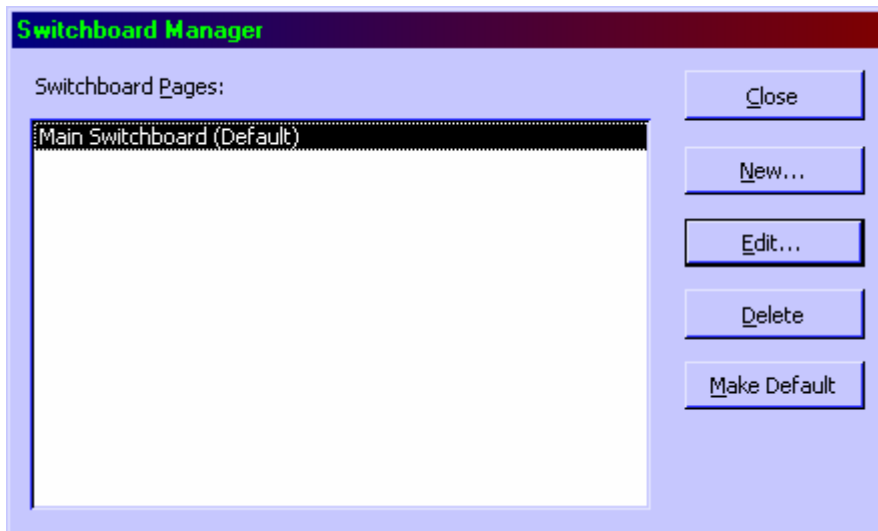 Switchboard Manager
Switchboard Pages:
Main Switchboard (Default)
Close
New...
Edit...
Delete
Make Default